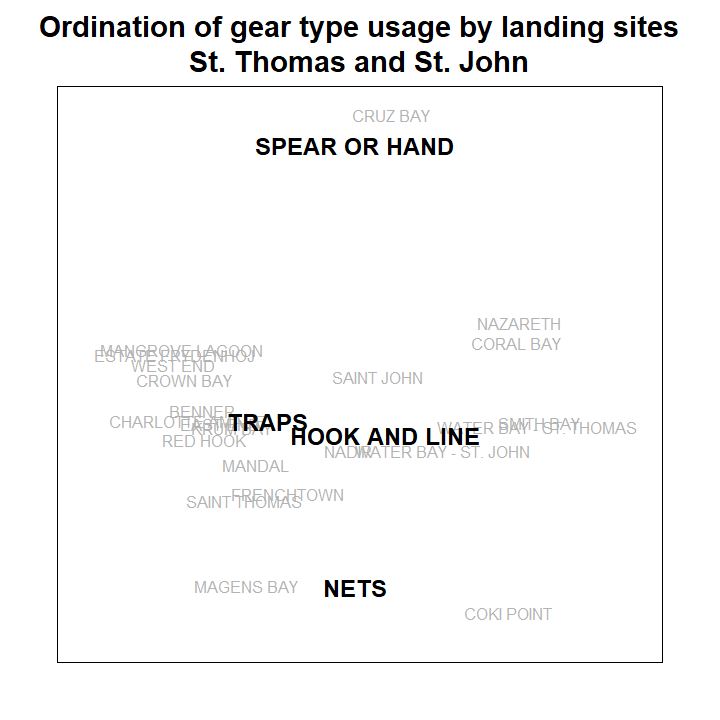 Ordination of gear type usage by landing sites
St. Thomas and St. John
CRUZ BAY
SPEAR OR HAND
NAZARETH
CORAL BAY
MANGROVE LAGOON
ESTATE FRYDENHOJ
WEST END
SAINT JOHN
CROWN BAY
BENNER
CHARLOTTE AMALIE
TRAPS
SMITH BAY
WATER BAY - ST. THOMAS
KRUM BAY
HOOK AND LINE
RED HOOK
NADIR
WATER BAY - ST. JOHN
MANDAL
FRENCHTOWN
SAINT THOMAS
MAGENS BAY
NETS
COKI POINT